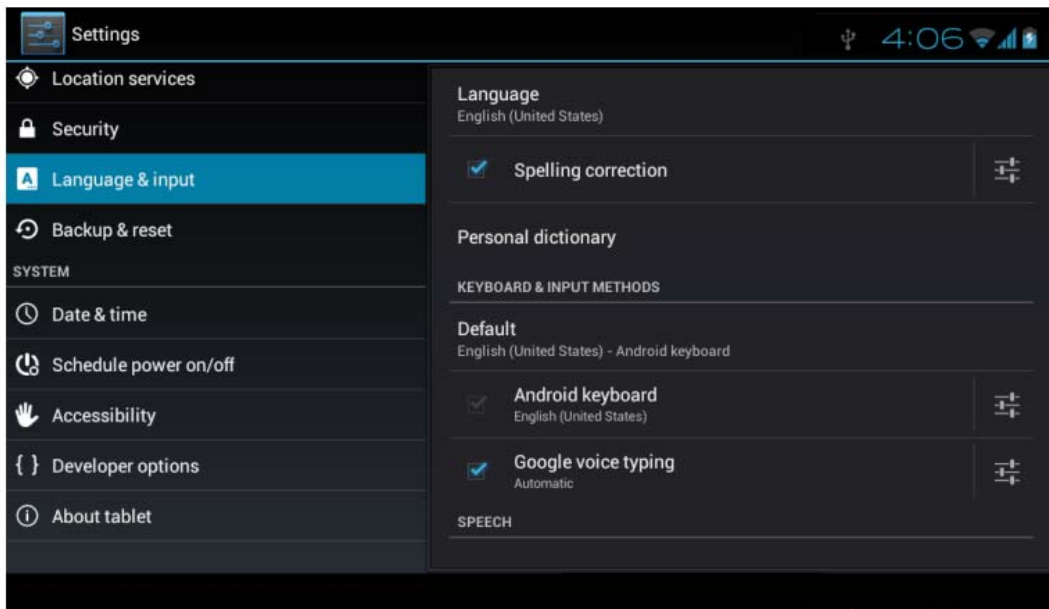 Settings
4:06
Location services
Security
Language & input
Backup & reset
SYSTEM
Date & time
Schedule power on/off
Accessibility
{ } Developer options
About tablet
Language
English (United States)
Spelling correction
Personal dictionary
KEYBOARD & INPUT METHODS
Default
English (United States) - Android keyboard
Android keyboard
English (United States)
Google voice typing
Automatic
SPEECH